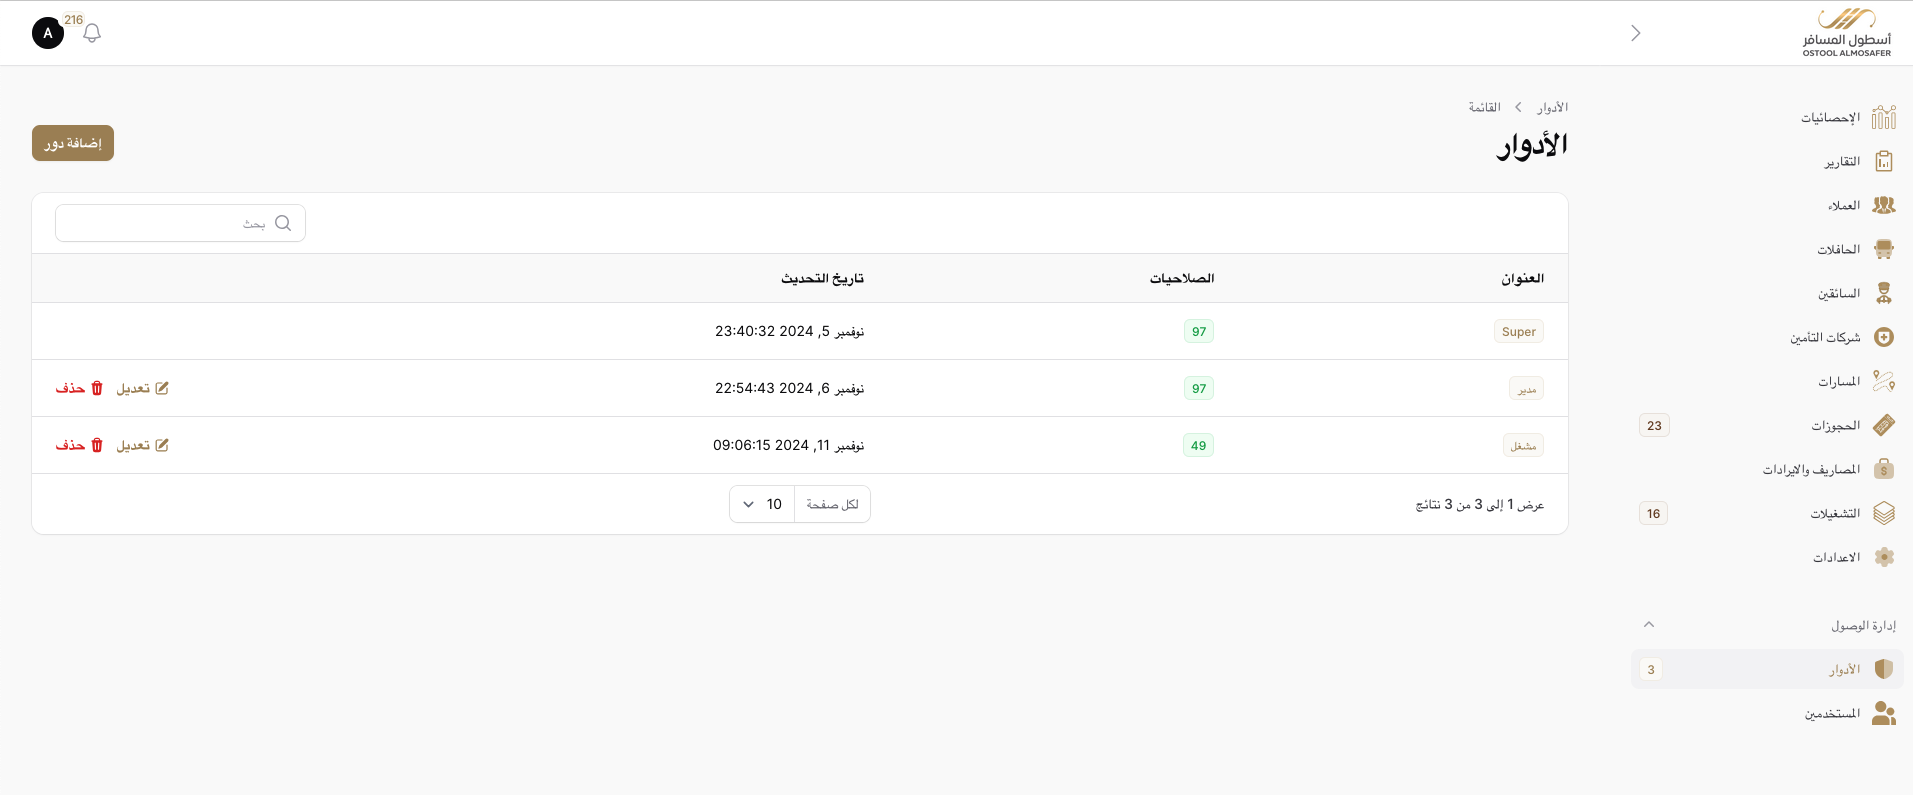 أسطول المسافر
OSTOOL ALMOSAFER
216
A
الإحصائيات
التقارير
العملاء
الحافلات
السائقين
شركات التأمين
المسارات
الحجوزات 23
المصاريف والايرادات
التشغيلات 16
الاعدادات
إدارة الوصول
الأدوار 3
المستخدمين
الأدوار القائمة
الأدوار
إضافة دور
بحث
العنوان الصلاحيات تاريخ التحديث
Super 97 نوفمبر 5, 2024 23:40:32
مدير 97 نوفمبر 6, 2024 22:54:43 تعديل حذف
مشغل 49 نوفمبر 11, 2024 09:06:15 تعديل حذف
عرض 1 إلى 3 من 3 نتائج
لكل صفحة 10